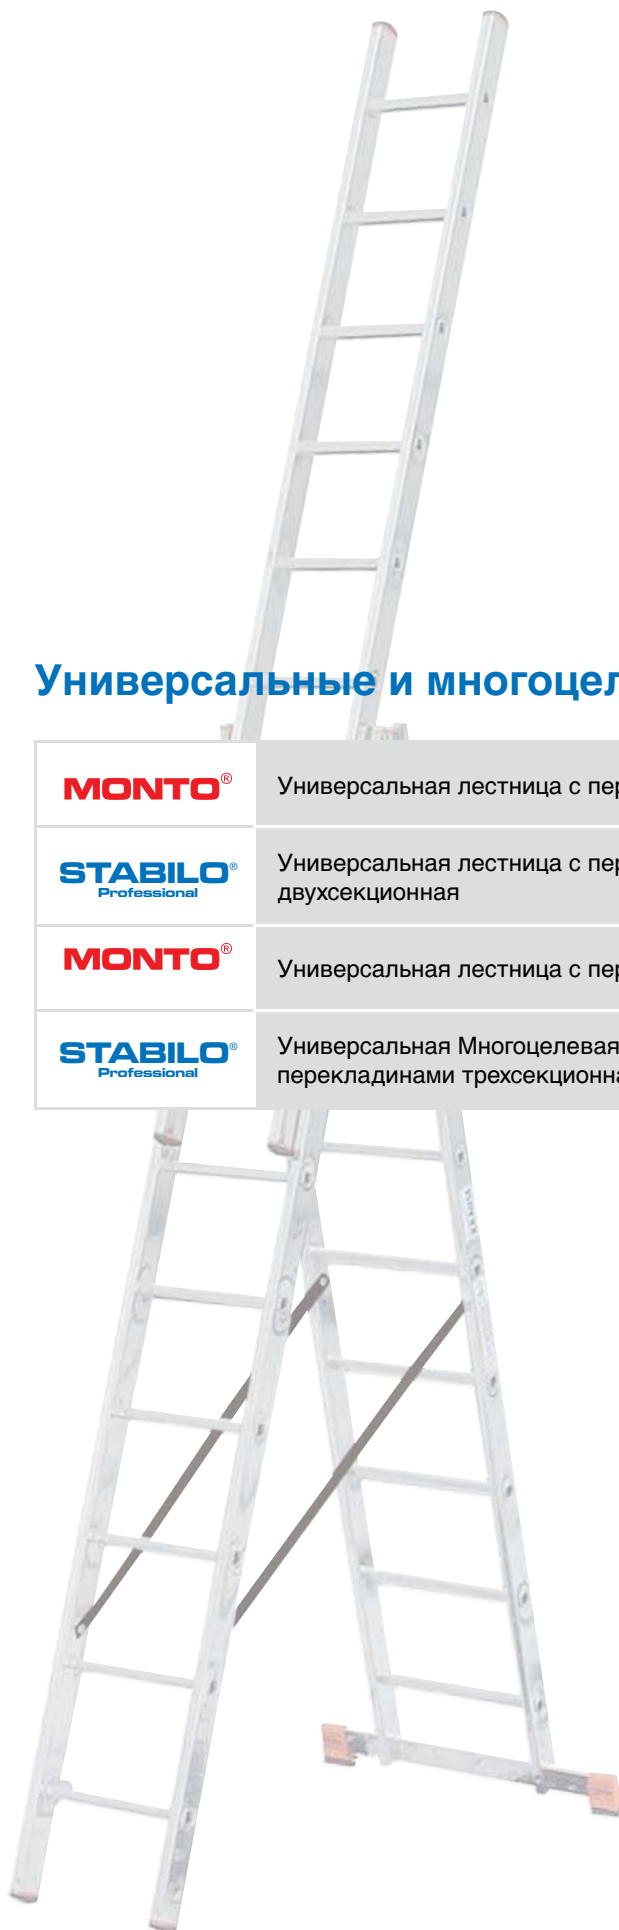 Универсальные и многоцел
MONTO® Универсальная лестница с пер
STABILO® Professional Универсальная лестница с пер
двухсекционная
MONTO® Универсальная лестница с пер
STABILO® Professional Универсальная Многоцелевая
перекладинами трехсекционна